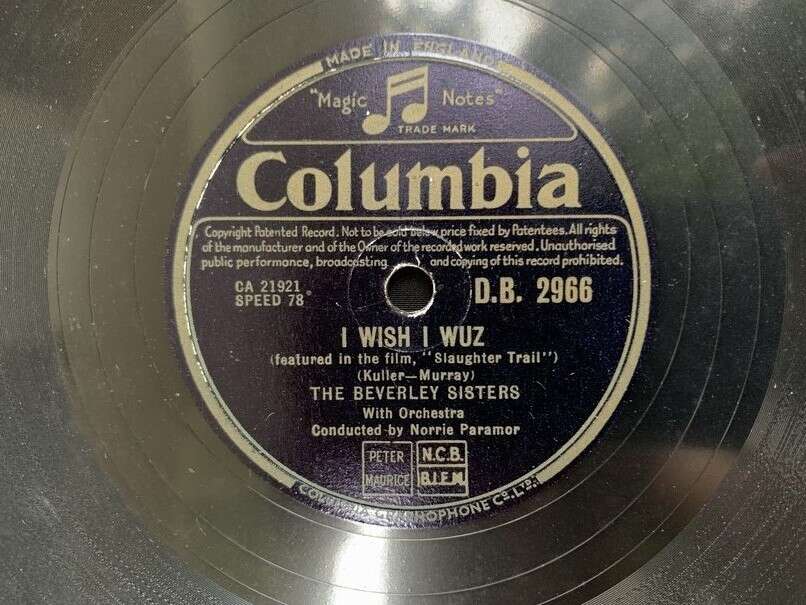 MADE IN ENGLAND
"Magic Notes"
TRADE MARK
Columbia
Copyright Patented Record. Not to be sold below price fixed by Patentees. All rights
of the manufacturer and of the Owner of the recorded work reserved. Unauthorised
public performance, broadcasting and copying of this record prohibited.
CA 21921
SPEED 78
D.B. 2966
I WISH I WUZ
(featured in the film, "Slaughter Trail")
(Kuller—Murray)
THE BEVERLEY SISTERS
With Orchestra
Conducted by Norrie Paramor
PETER
MAURICE
N.C.B.
B.I.E.M.
CO. LTD.